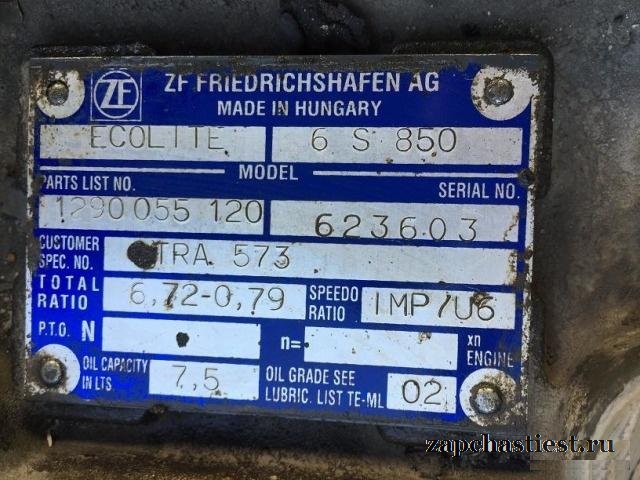 ZF
ZF FRIEDRICHSHAFEN AG
MADE IN HUNGARY
ECOLITE 6 S 850
MODEL
PARTS LIST NO. SERIAL NO.
1290 055 120 623603
CUSTOMER SPEC. NO. TRA 573
TOTAL RATIO 6,72-0,79 SPEEDO RATIO IMP/U6
P.T.O. N n= xn ENGINE
OIL CAPACITY IN LTS 7,5 OIL GRADE SEE LUBRIC. LIST TE-ML 02
zapchastiest.ru